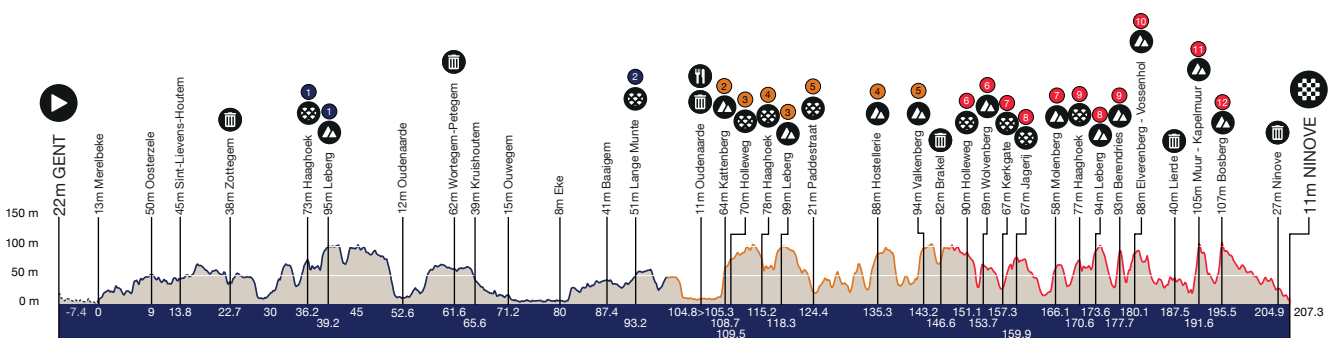 10
11
1
2
2
3
4
3
5
4
5
6
6
7
8
7
9
8
9
12
1
22m GENT
13m Merelbeke
50m Oosterzele
45m Sint-Lievens-Houtem
38m Zottegem
73m Haaghoek
95m Leberg
12m Oudenaarde
62m Wortegem-Petegem
39m Kruishoutem
15m Ouwegem
8m Eke
41m Baaigem
51m Lange Munte
11m Oudenaarde
64m Kattenberg
70m Holleweg
78m Haaghoek
99m Leberg
21m Paddestraat
88m Hostellerie
94m Valkenberg
82m Brakel
90m Holleweg
69m Wolvenberg
67m Kerkgate
67m Jagerij
58m Molenberg
77m Haaghoek
94m Leberg
93m Berendries
88m Elverenberg - Vossenhol
40m Lierde
105m Muur - Kapelmuur
107m Bosberg
27m Ninove
11m NINOVE
150 m
100 m
50 m
0 m
-7.4 0 9 13.8 22.7 30 36.2 45 52.6 61.6 71.2 80 87.4 104.8>105.3 115.2 124.4 135.3 143.2 151.1 157.3 166.1 173.6 180.1 187.5 195.5 204.9 207.3
39.2 65.6 93.2 108.7 118.3 146.6 153.7 170.6 177.7 191.6
109.5 159.9